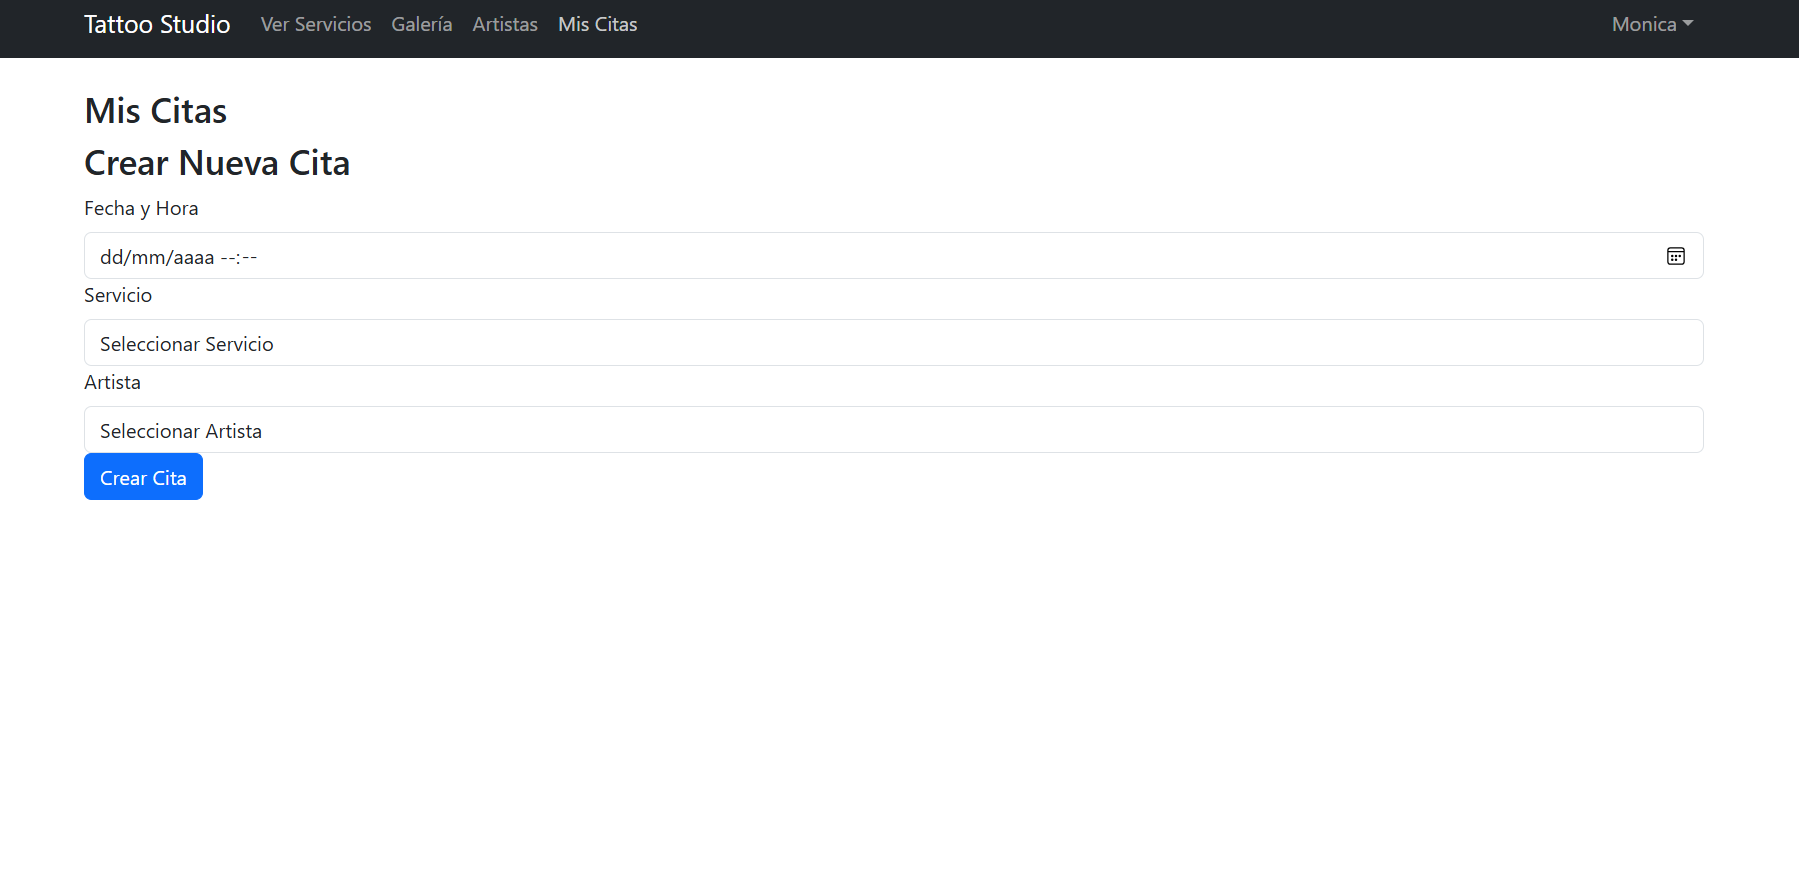 Tattoo Studio Ver Servicios Galería Artistas Mis Citas Monica
Mis Citas
Crear Nueva Cita
Fecha y Hora
dd/mm/aaaa --:--
Servicio
Seleccionar Servicio
Artista
Seleccionar Artista
Crear Cita